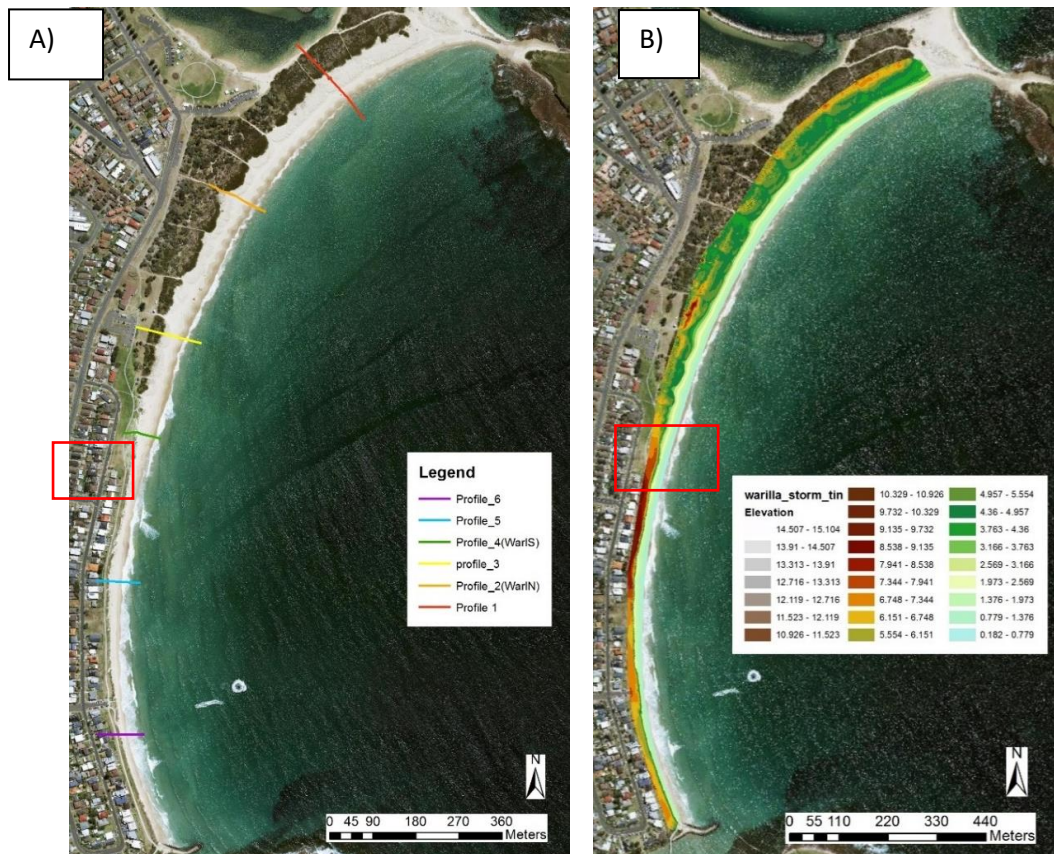 A)
Legend
Profile_6
Profile_5
Profile_4(WarIS)
profile_3
Profile_2(WarIN)
Profile 1
N
0 45 90 180 270 360
Meters
B)
warilla_storm_tin
Elevation
14.507 - 15.104
13.91 - 14.507
13.313 - 13.91
12.716 - 13.313
12.119 - 12.716
11.523 - 12.119
10.926 - 11.523
10.329 - 10.926
9.732 - 10.329
9.135 - 9.732
8.538 - 9.135
7.941 - 8.538
7.344 - 7.941
6.748 - 7.344
6.151 - 6.748
5.554 - 6.151
4.957 - 5.554
4.36 - 4.957
3.763 - 4.36
3.166 - 3.763
2.569 - 3.166
1.973 - 2.569
1.376 - 1.973
0.779 - 1.376
0.182 - 0.779
N
0 55 110 220 330 440
Meters